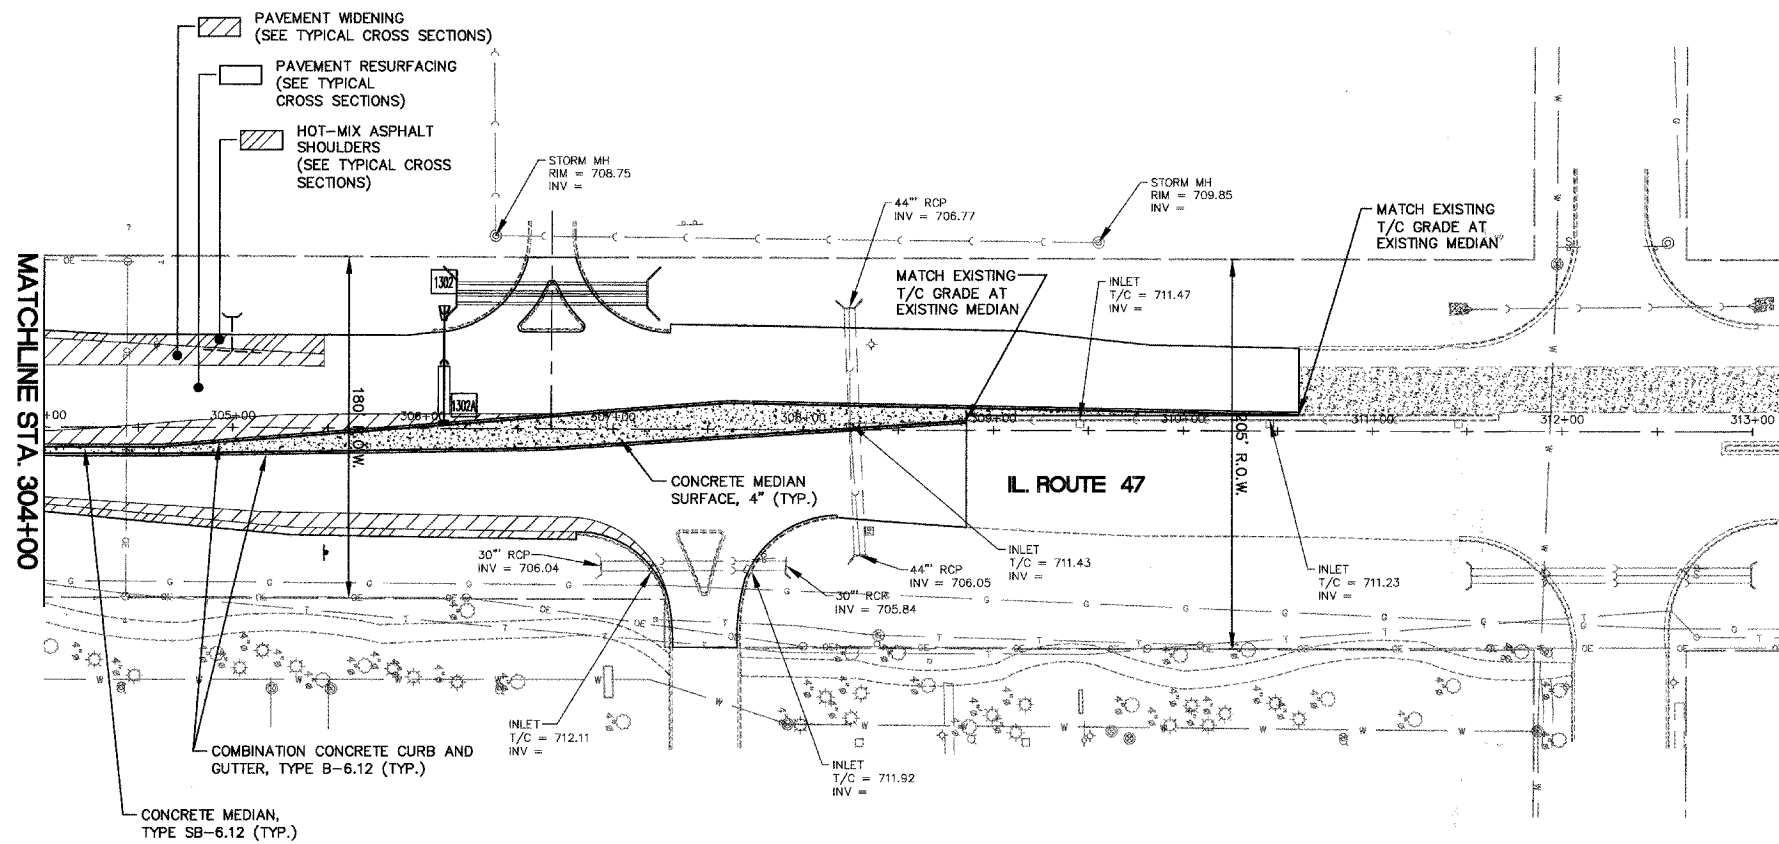 PAVEMENT WIDENING
(SEE TYPICAL CROSS SECTIONS)
PAVEMENT RESURFACING
(SEE TYPICAL
CROSS SECTIONS)
HOT-MIX ASPHALT
SHOULDERS
(SEE TYPICAL CROSS
SECTIONS)
STORM MH
RIM = 708.75
INV =
44"' RCP
INV = 706.77
STORM MH
RIM = 709.85
INV =
MATCH EXISTING
T/C GRADE AT
EXISTING MEDIAN
MATCH EXISTING
T/C GRADE AT
EXISTING MEDIAN
INLET
T/C = 711.47
INV =
1302
1302A
MATCHLINE STA. 304+00
180' R.O.W.
205' R.O.W.
+00
305+00
306+00
307+00
308+00
309+00
310+00
311+00
312+00
313+00
CONCRETE MEDIAN
SURFACE, 4" (TYP.)
IL. ROUTE 47
30"' RCP
INV = 706.04
44"' RCP
INV = 706.05
INLET
T/C = 711.43
INV =
INLET
T/C = 711.23
INV =
30"' RCP
INV = 705.84
INLET
T/C = 712.11
INV =
INLET
T/C = 711.92
INV =
COMBINATION CONCRETE CURB AND
GUTTER, TYPE B-6.12 (TYP.)
CONCRETE MEDIAN,
TYPE SB-6.12 (TYP.)